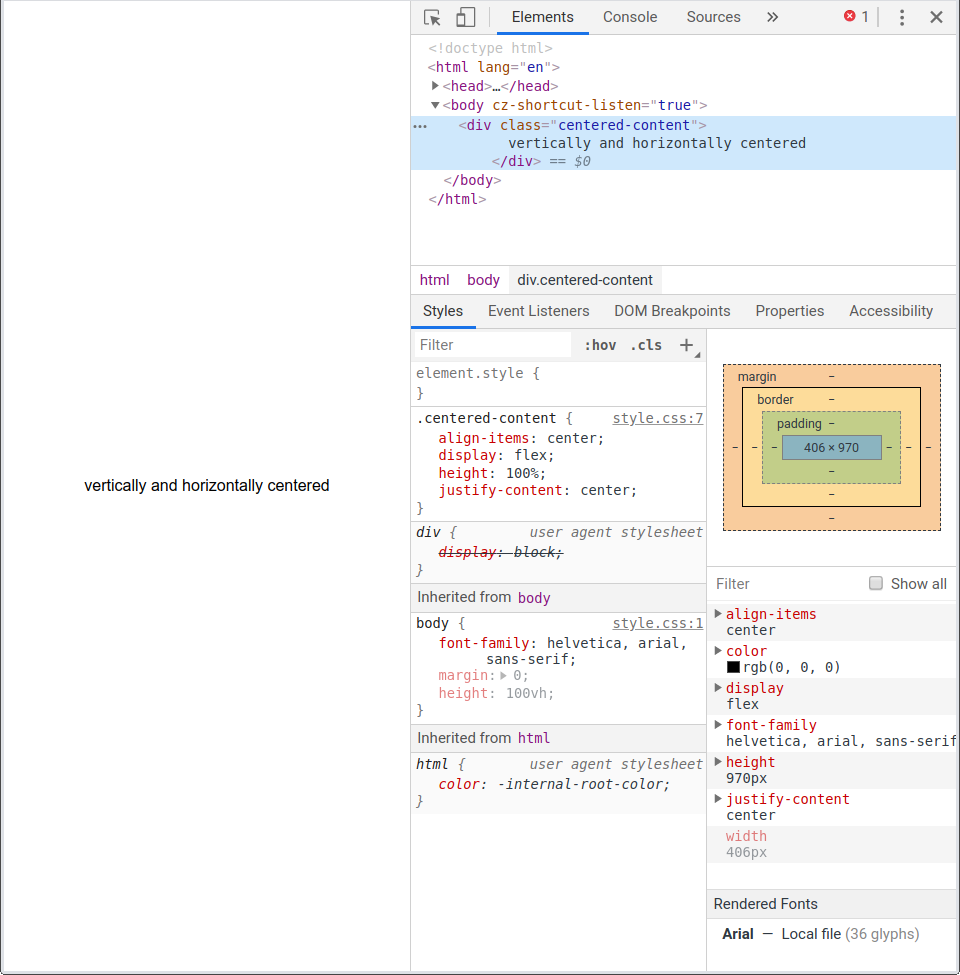 Elements Console Sources » 1
<!doctype html>
<html lang="en">
<head>…</head>
<body cz-shortcut-listen="true">
… <div class="centered-content">
vertically and horizontally centered
</div> == $0
</body>
</html>
html body div.centered-content
Styles Event Listeners DOM Breakpoints Properties Accessibility
Filter :hov .cls +
element.style {
}
.centered-content { style.css:7
align-items: center;
display: flex;
height: 100%;
justify-content: center;
}
div { user agent stylesheet
display: block;
}
Inherited from body
body { style.css:1
font-family: helvetica, arial,
sans-serif;
margin: 0;
height: 100vh;
}
Inherited from html
html { user agent stylesheet
color: -internal-root-color;
}
margin –
border –
padding –
– – – 406 × 970 – – –
–
–
–
Filter Show all
align-items
center
color
rgb(0, 0, 0)
display
flex
font-family
helvetica, arial, sans-serif
height
970px
justify-content
center
width
406px
Rendered Fonts
Arial — Local file (36 glyphs)
vertically and horizontally centered